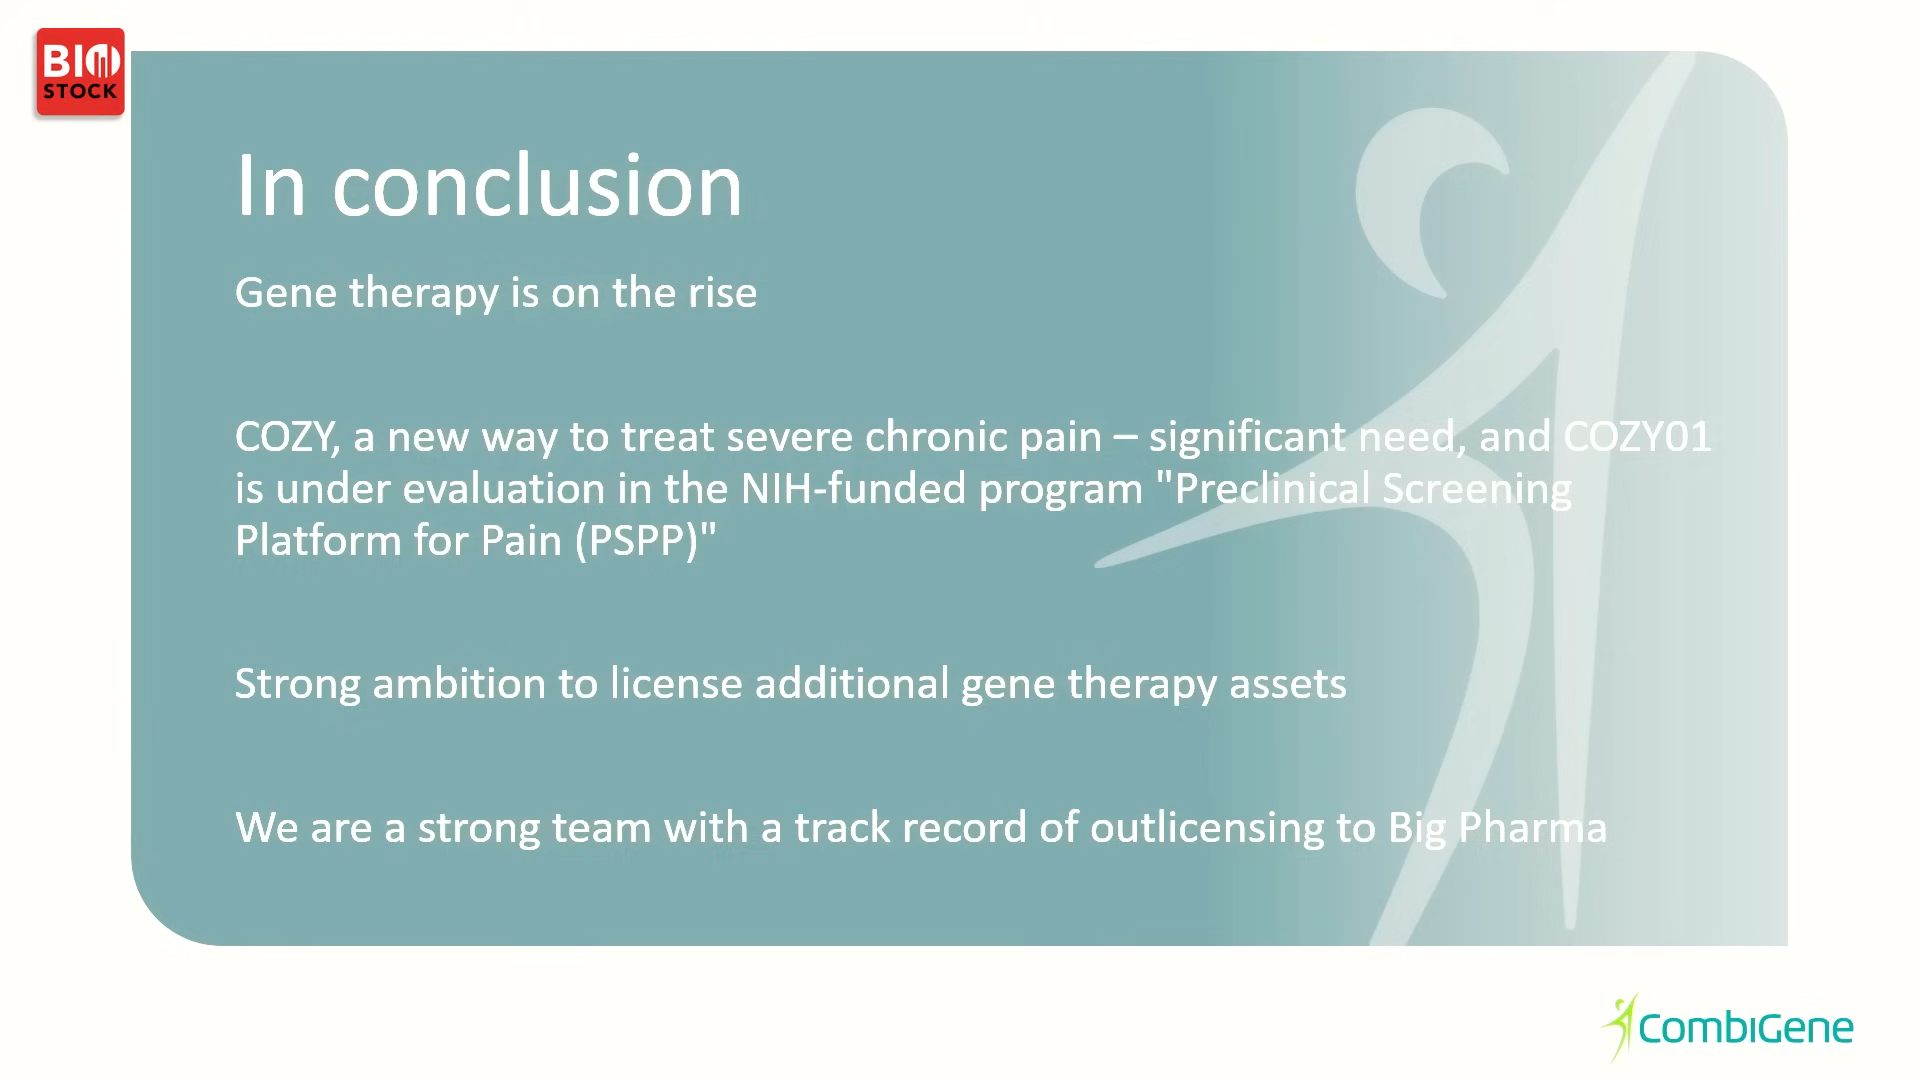 BIO
STOCK
In conclusion
Gene therapy is on the rise
COZY, a new way to treat severe chronic pain – significant need, and COZY01
is under evaluation in the NIH-funded program "Preclinical Screening
Platform for Pain (PSPP)"
Strong ambition to license additional gene therapy assets
We are a strong team with a track record of outlicensing to Big Pharma
CombiGene